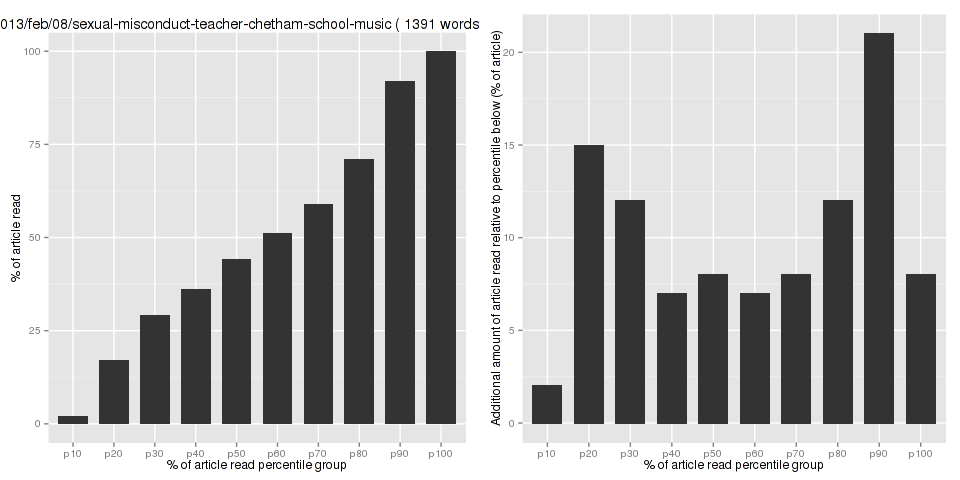 013/feb/08/sexual-misconduct-teacher-chetham-school-music ( 1391 words
% of article read
100
75
50
25
0
p10 p20 p30 p40 p50 p60 p70 p80 p90 p100
% of article read percentile group
Additional amount of article read relative to percentile below (% of article)
20
15
10
5
0
p10 p20 p30 p40 p50 p60 p70 p80 p90 p100
% of article read percentile group